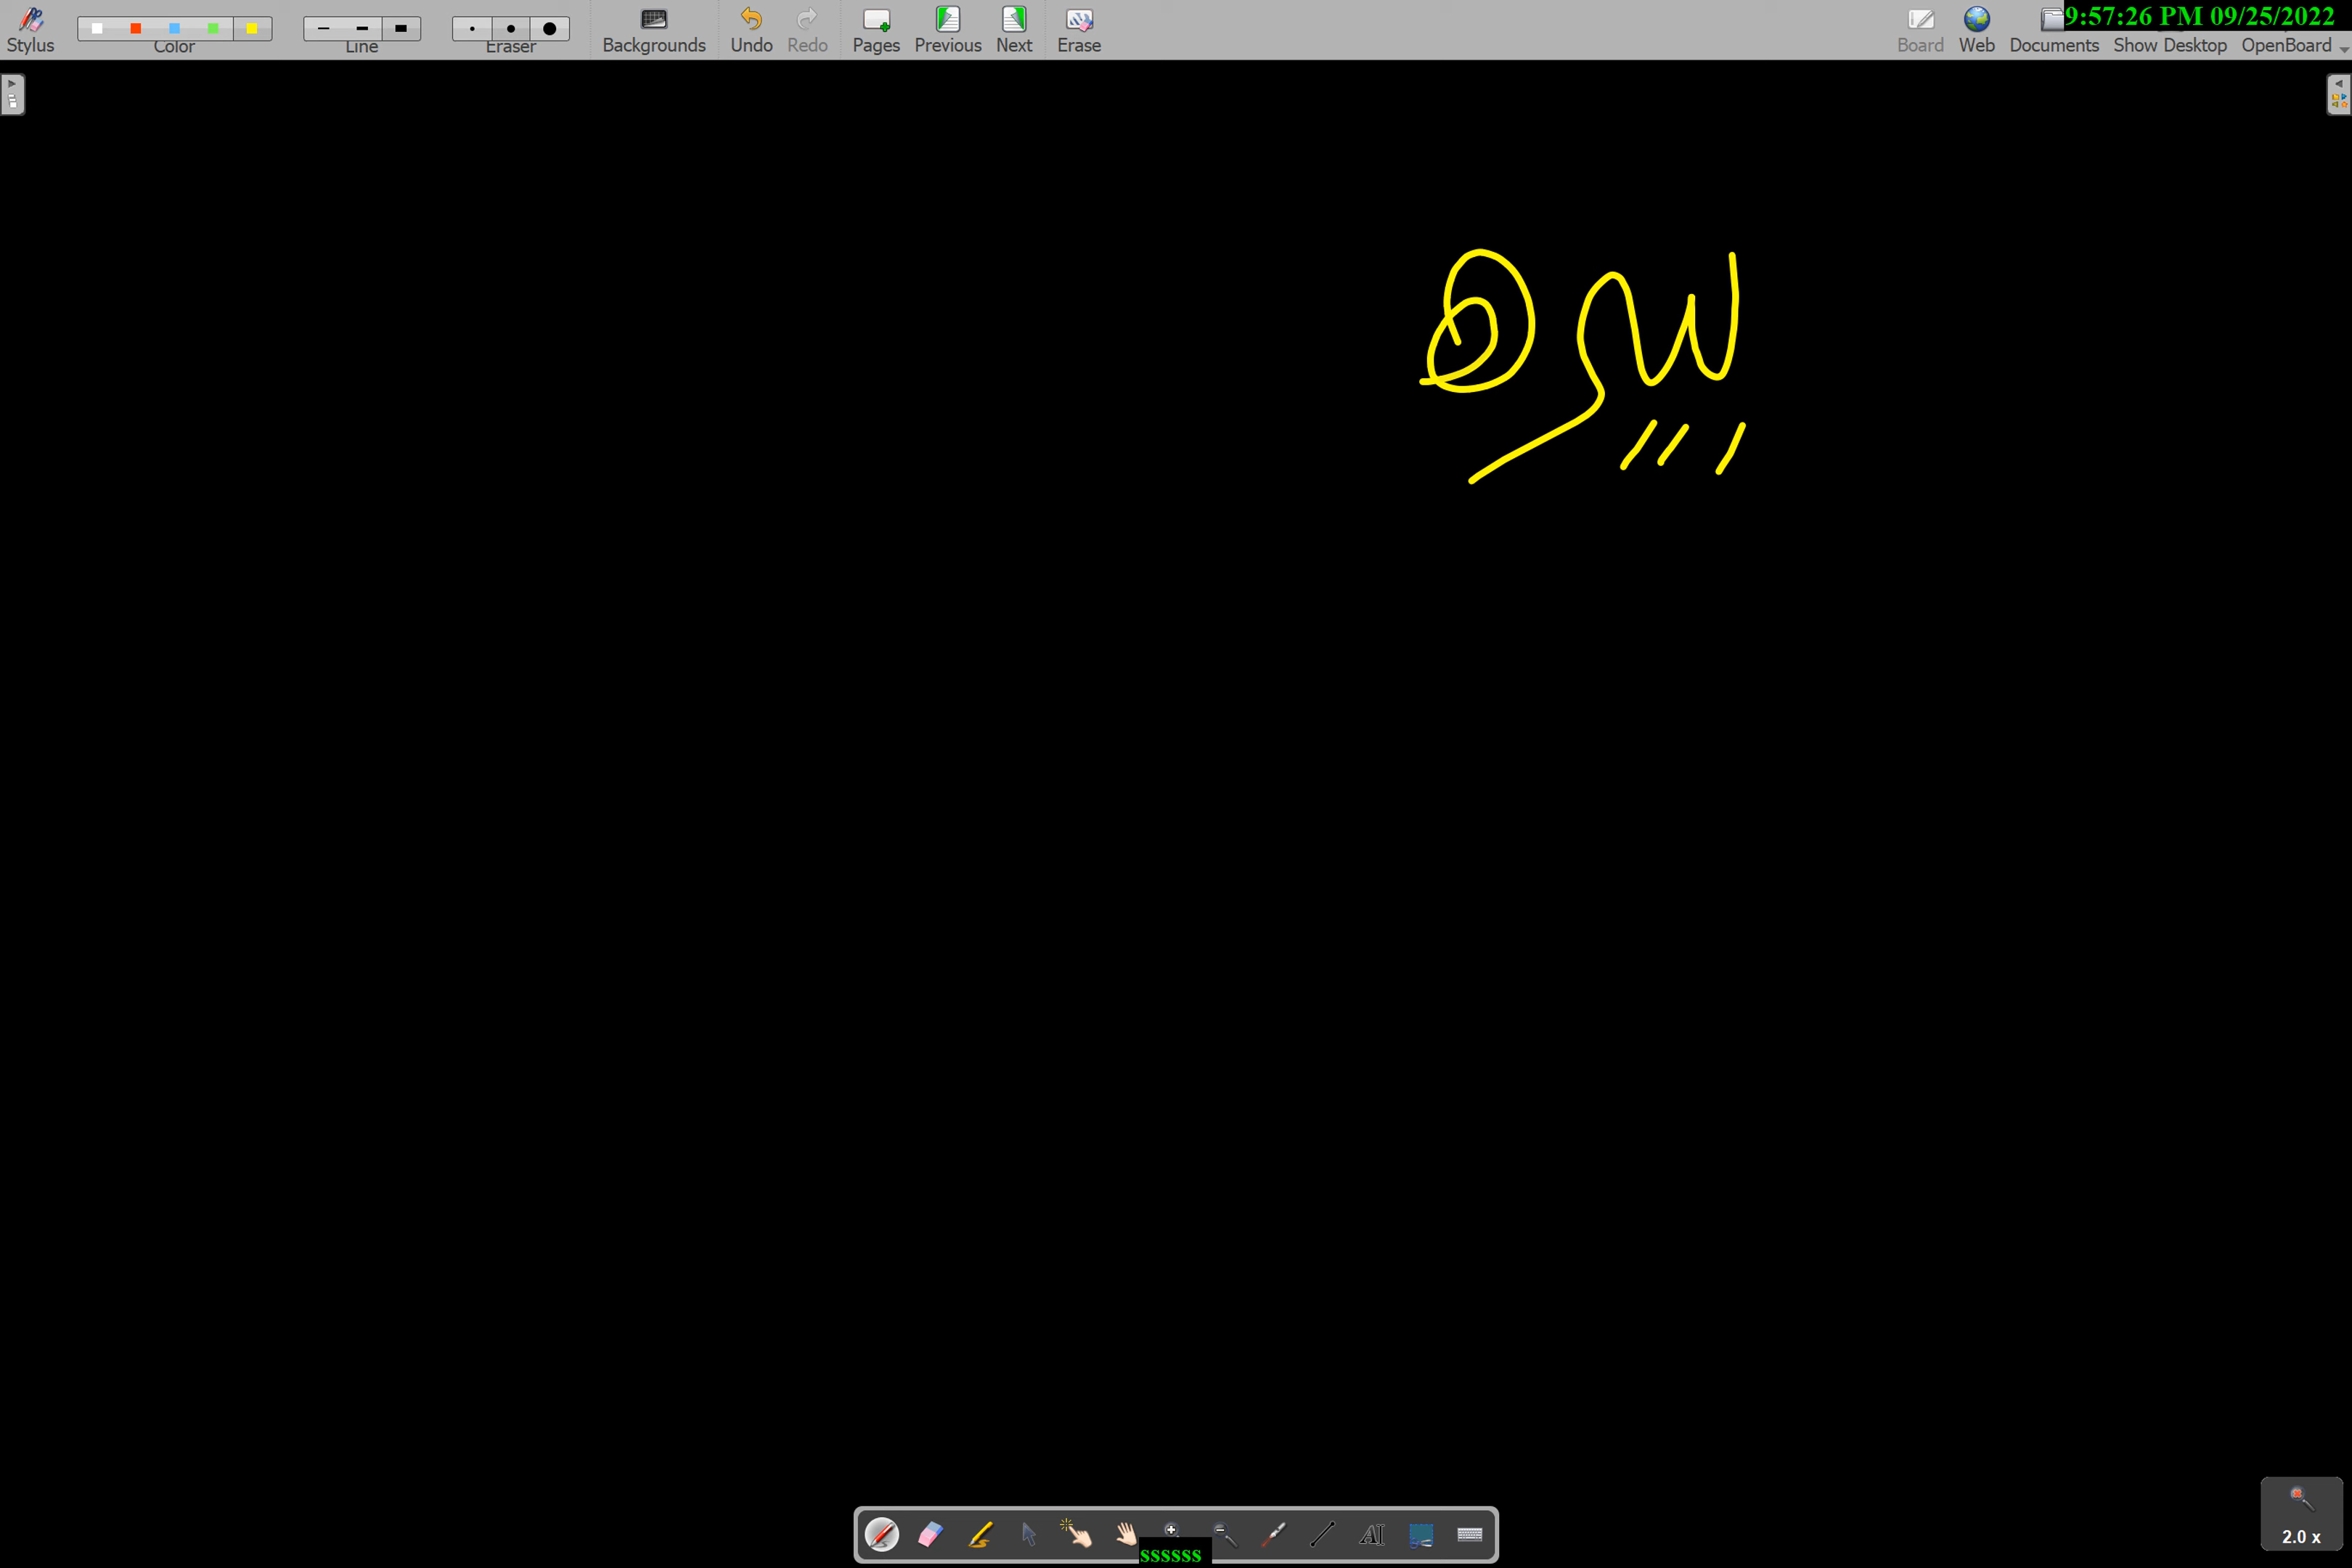 Stylus Color Line Eraser Backgrounds Undo Redo Pages Previous Next Erase Board Web Documents Show Desktop OpenBoard
9:57:26 PM 09/25/2022
ssssss
2.0 x